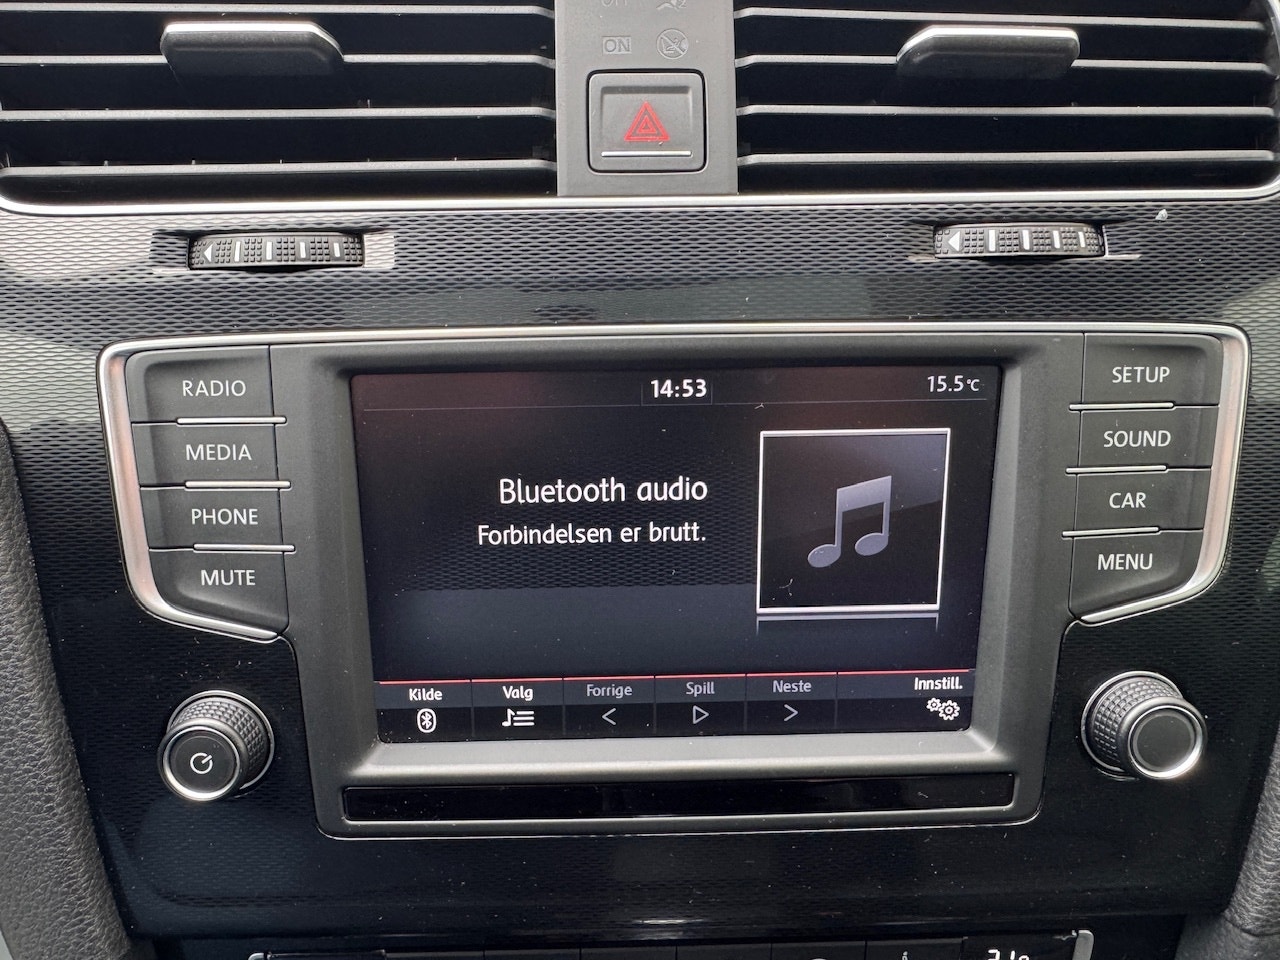 ON
RADIO
MEDIA
PHONE
MUTE
14:53
15.5°C
Bluetooth audio
Forbindelsen er brutt.
Kilde
Valg
Forrige
Spill
Neste
Innstill.
SETUP
SOUND
CAR
MENU